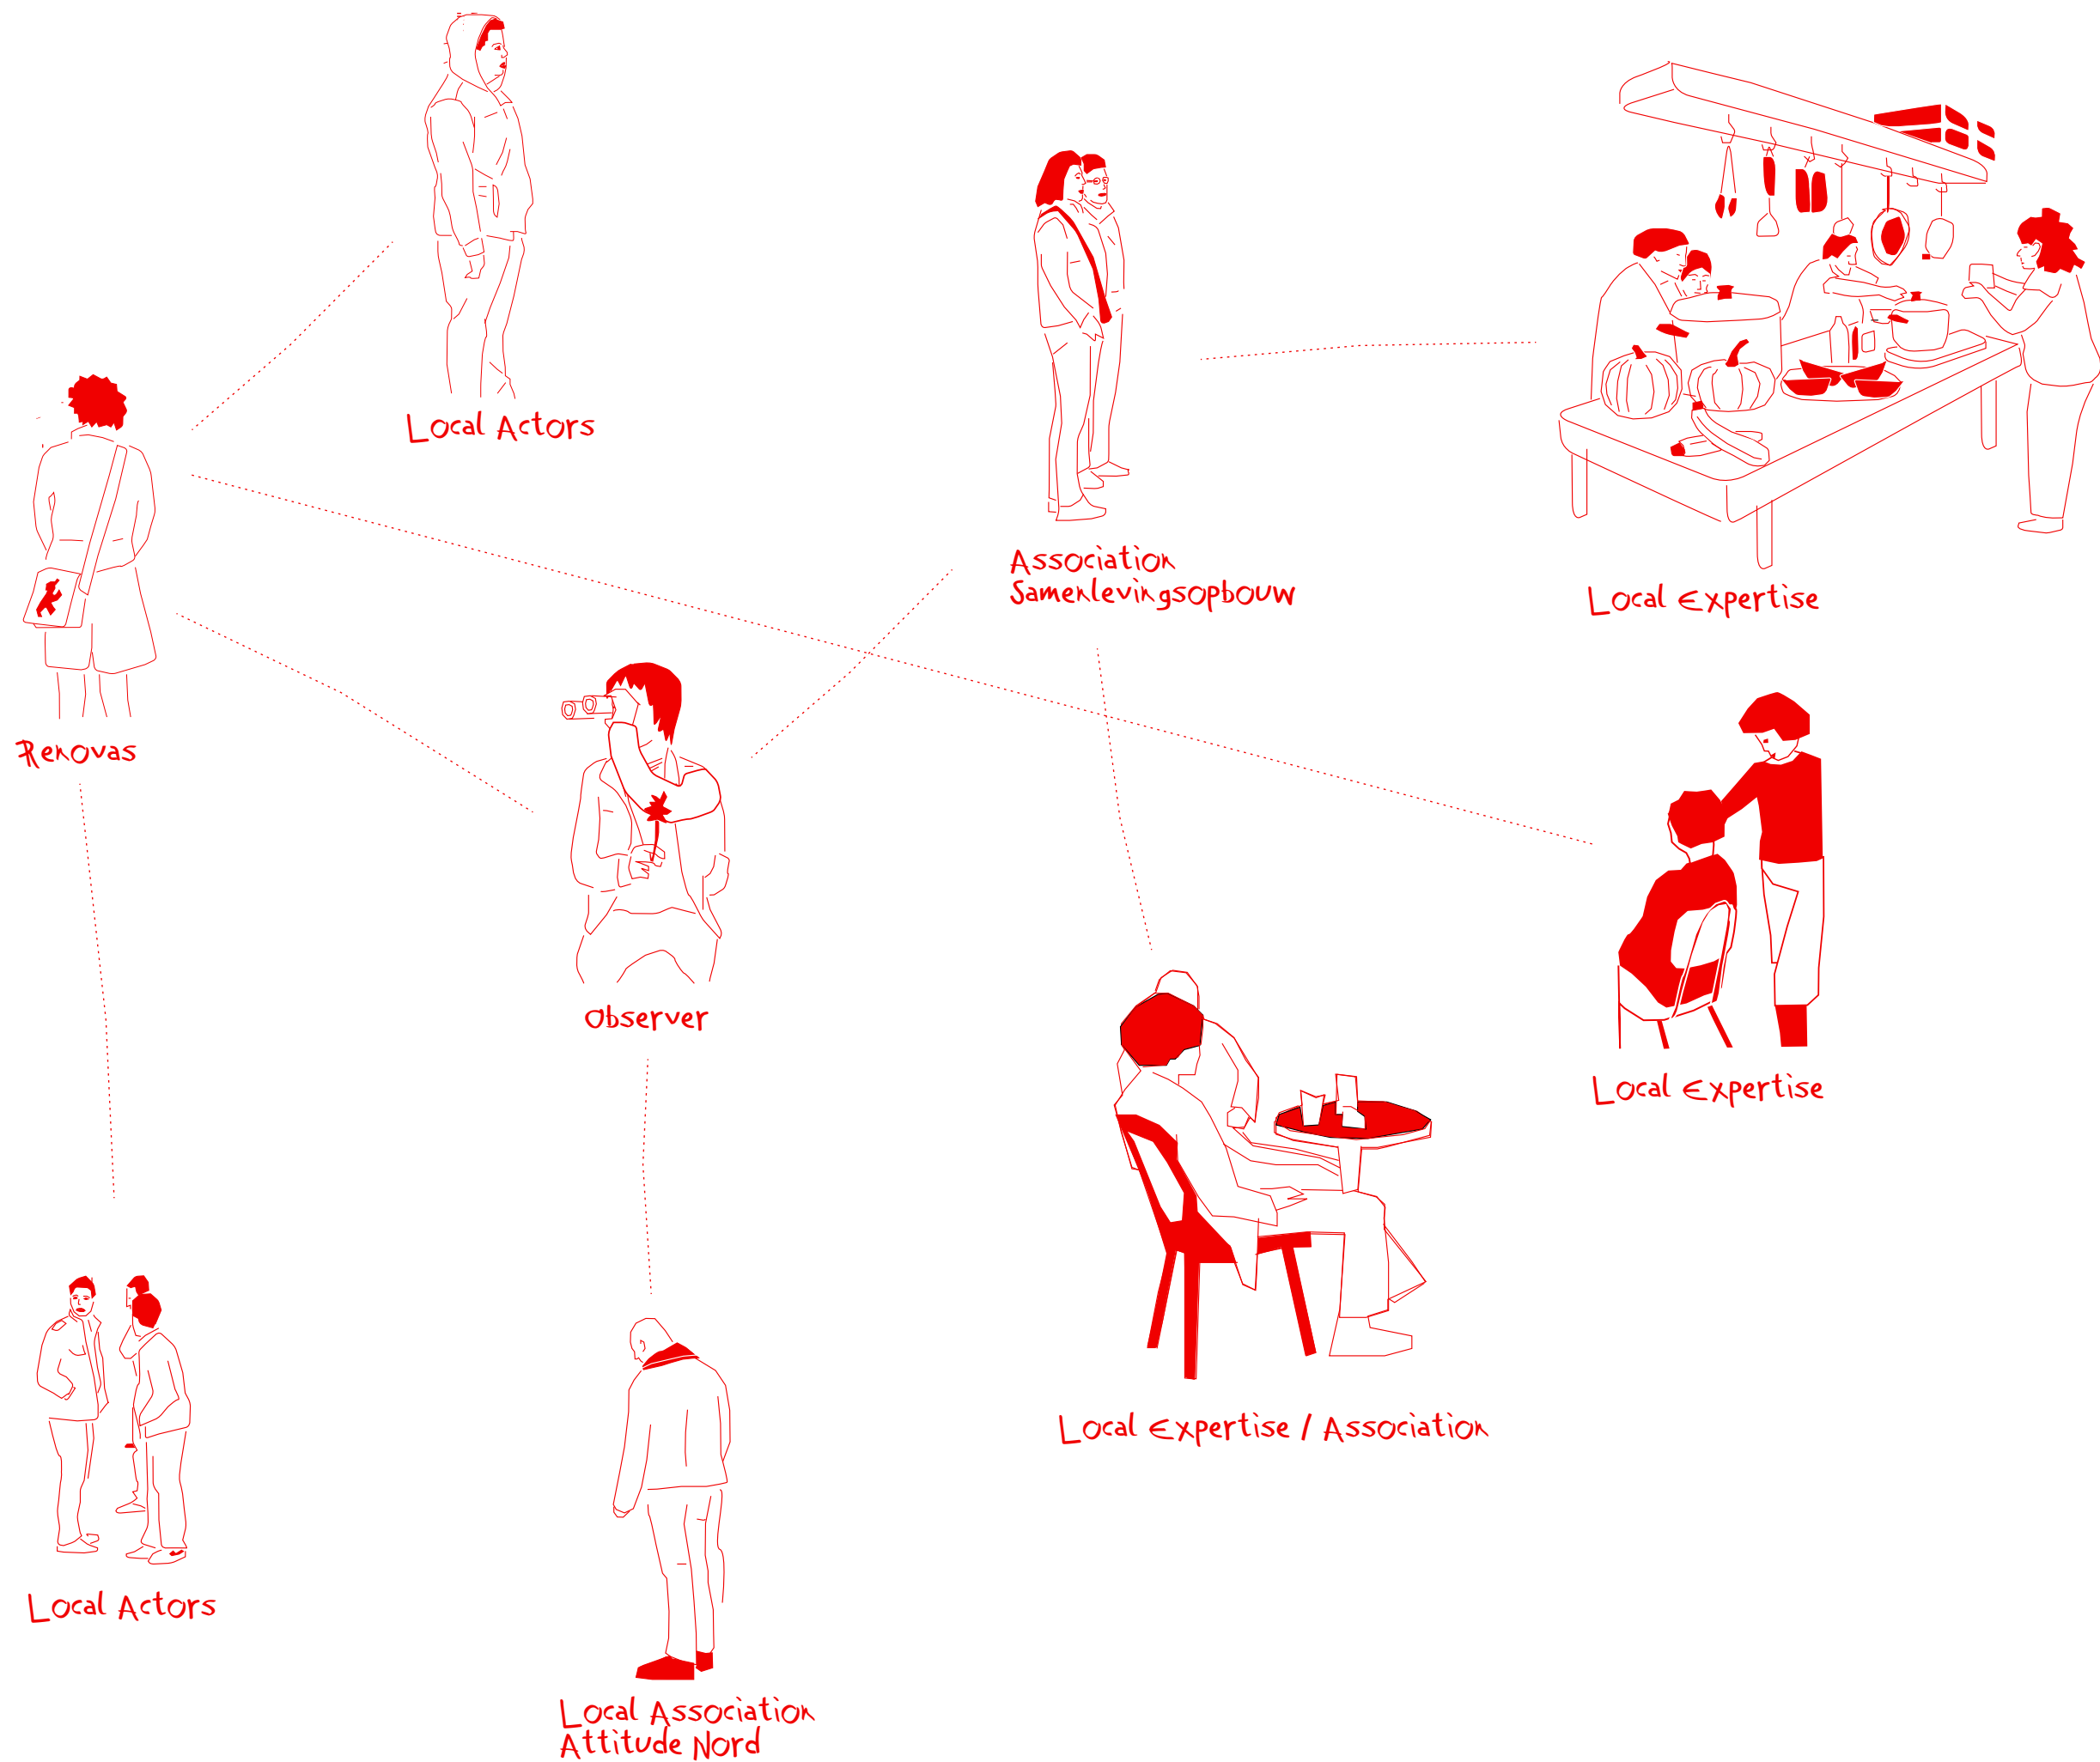 Local Actors
Association
Samenlevingsopbouw
Local Expertise
Renovas
Observer
Local Expertise
Local Expertise / Association
Local Actors
Local Association
Attitude Nord